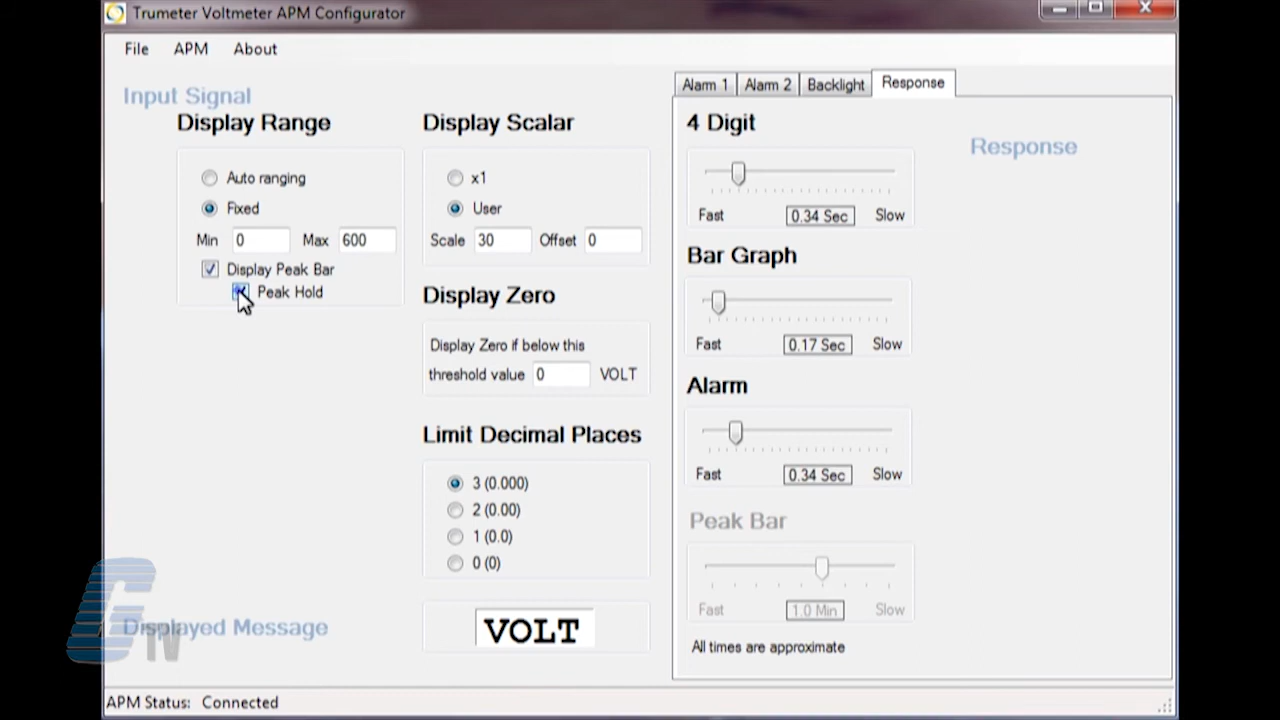 Trumeter Voltmeter APM Configurator
File APM About
Input Signal
Display Range
Auto ranging
Fixed
Min 0 Max 600
Display Peak Bar
Peak Hold
Display Scalar
x1
User
Scale 30 Offset 0
Display Zero
Display Zero if below this
threshold value 0 VOLT
Limit Decimal Places
3 (0.000)
2 (0.00)
1 (0.0)
0 (0)
Displayed Message
VOLT
Alarm 1 Alarm 2 Backlight Response
Response
4 Digit
Fast 0.34 Sec Slow
Bar Graph
Fast 0.17 Sec Slow
Alarm
Fast 0.34 Sec Slow
Peak Bar
Fast 1.0 Min Slow
All times are approximate
APM Status: Connected
G
TV